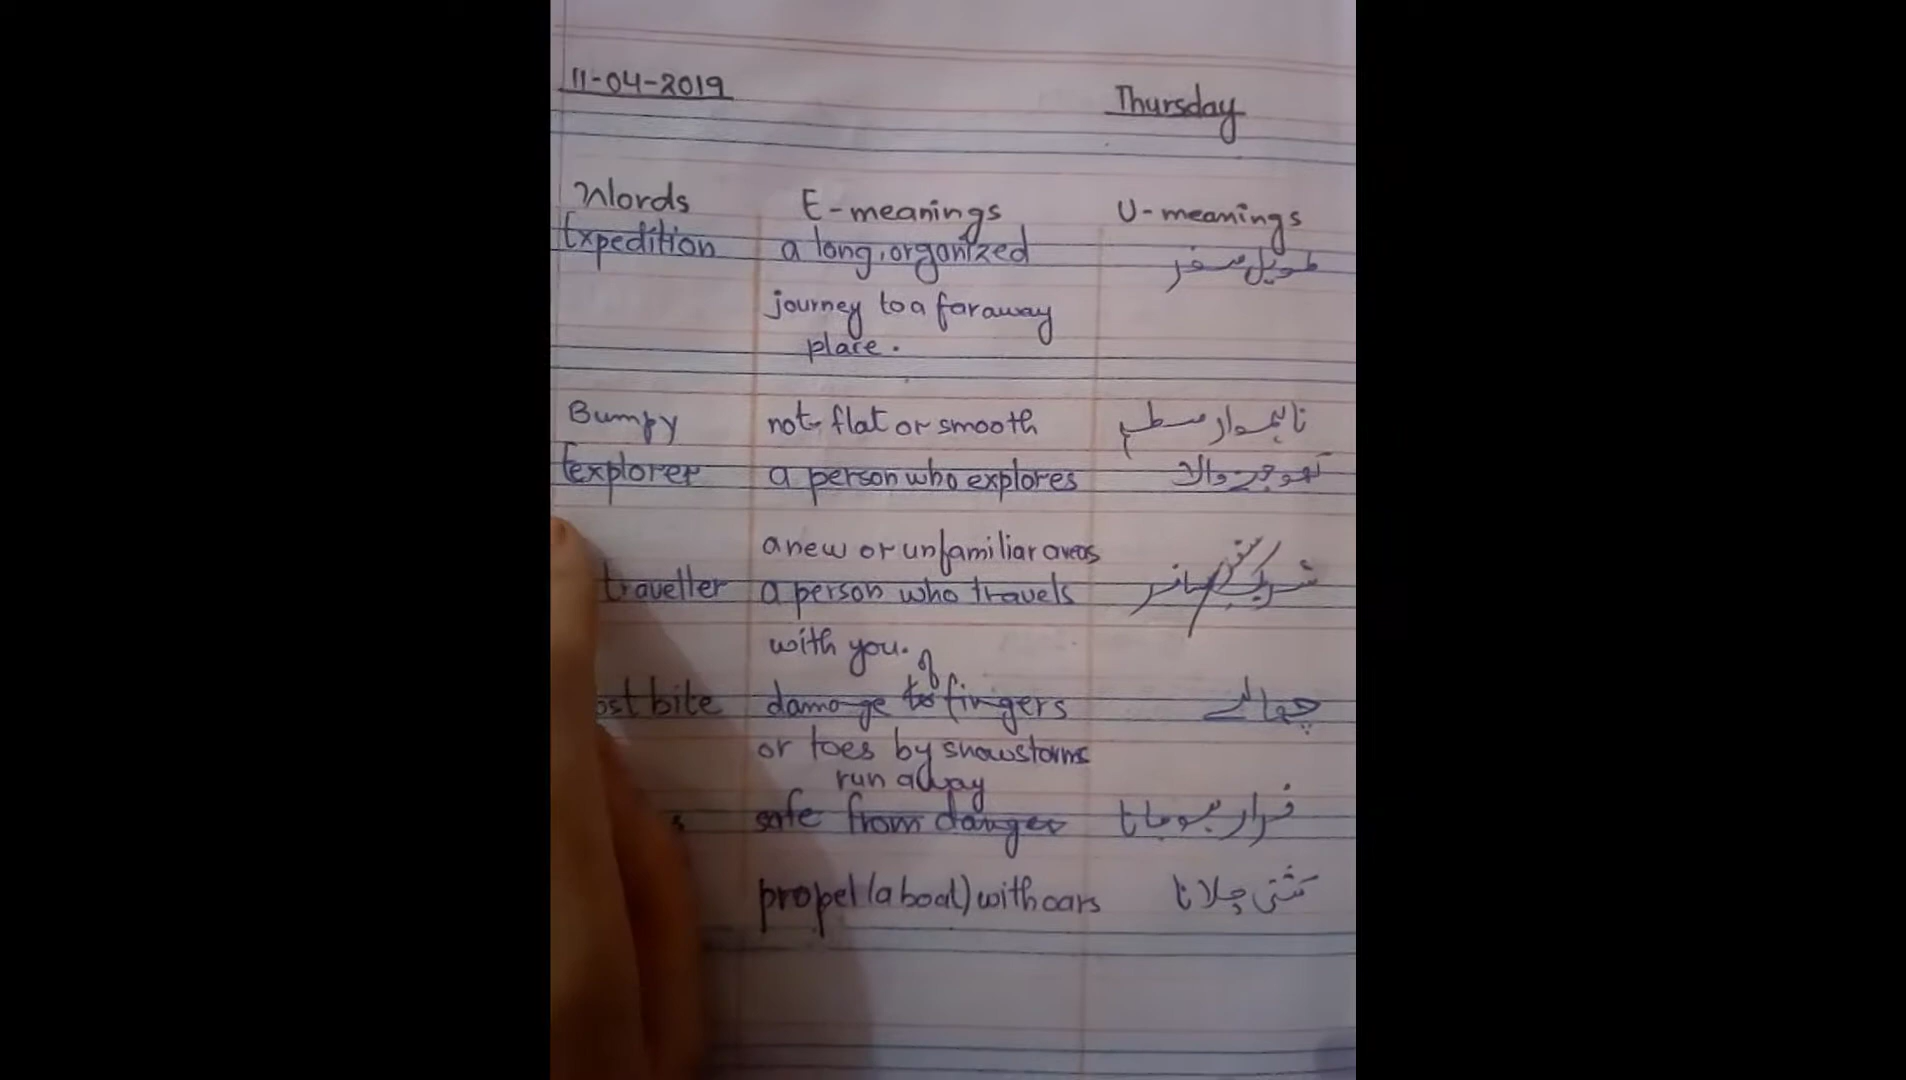 11-04-2019 Thursday
Words E-meanings U-meanings
Expedition a long, organized طویل سفر
journey to a far away
place.
Bumpy not flat or smooth ناہموار سطح
Explorer a person who explores کھوجنے والا
a new or unfamiliar areas
traveller a person who travels شریک سفر
with you.
bite damage of fingers چھالے
or toes by snowstorms
run away
safe from danger فرار ہو جانا
propel (a boat) with oars کشتی چلانا